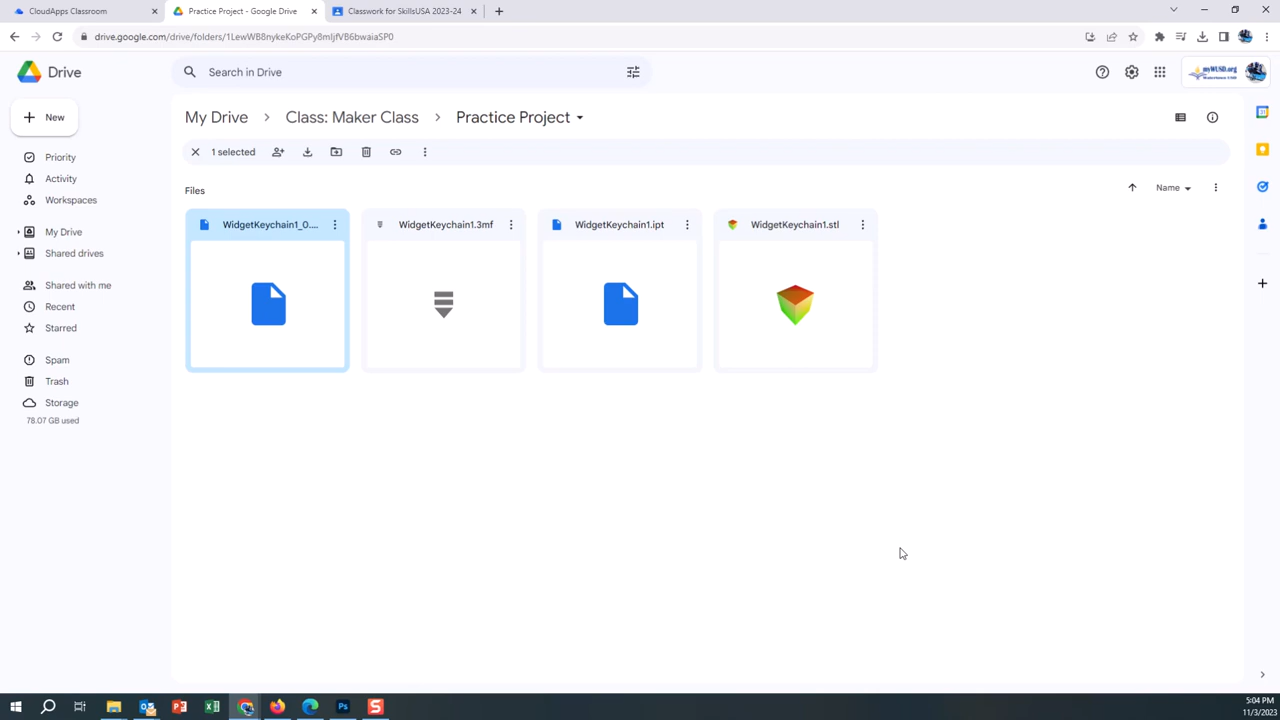 CloudApps Classroom
Practice Project - Google Drive
Classwork for SkillsUSA 2023-24
drive.google.com/drive/folders/1LewWB8nykeKoPGPy8mIjfVB6bwaiaSP0
Drive
Search in Drive
myWUSD.org
New
My Drive > Class: Maker Class > Practice Project
1 selected
Priority
Activity
Workspaces
My Drive
Shared drives
Shared with me
Recent
Starred
Spam
Trash
Storage
78.07 GB used
Files
Name
WidgetKeychain1_0....
WidgetKeychain1.3mf
WidgetKeychain1.ipt
WidgetKeychain1.stl
5:04 PM
11/3/2023